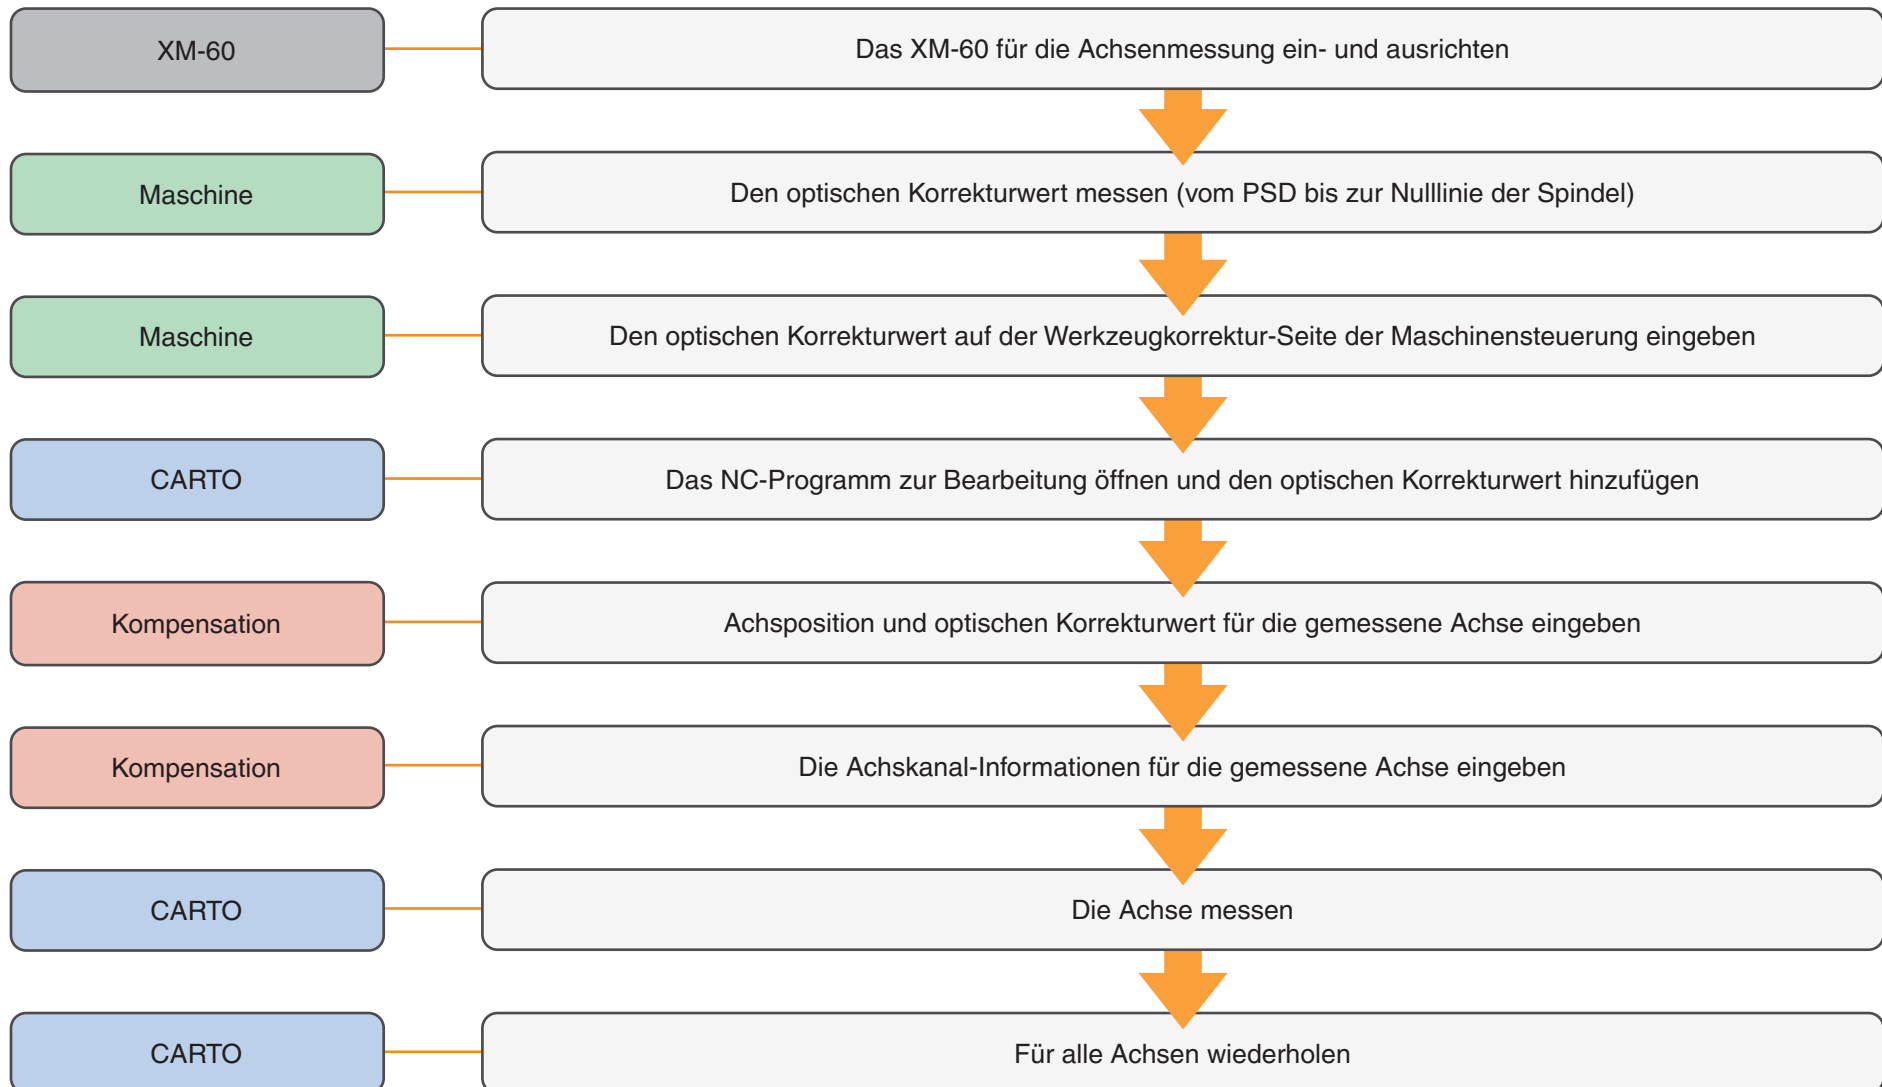 XM-60
Das XM-60 für die Achsenmessung ein- und ausrichten
Maschine
Den optischen Korrekturwert messen (vom PSD bis zur Nulllinie der Spindel)
Maschine
Den optischen Korrekturwert auf der Werkzeugkorrektur-Seite der Maschinensteuerung eingeben
CARTO
Das NC-Programm zur Bearbeitung öffnen und den optischen Korrekturwert hinzufügen
Kompensation
Achsposition und optischen Korrekturwert für die gemessene Achse eingeben
Kompensation
Die Achskanal-Informationen für die gemessene Achse eingeben
CARTO
Die Achse messen
CARTO
Für alle Achsen wiederholen